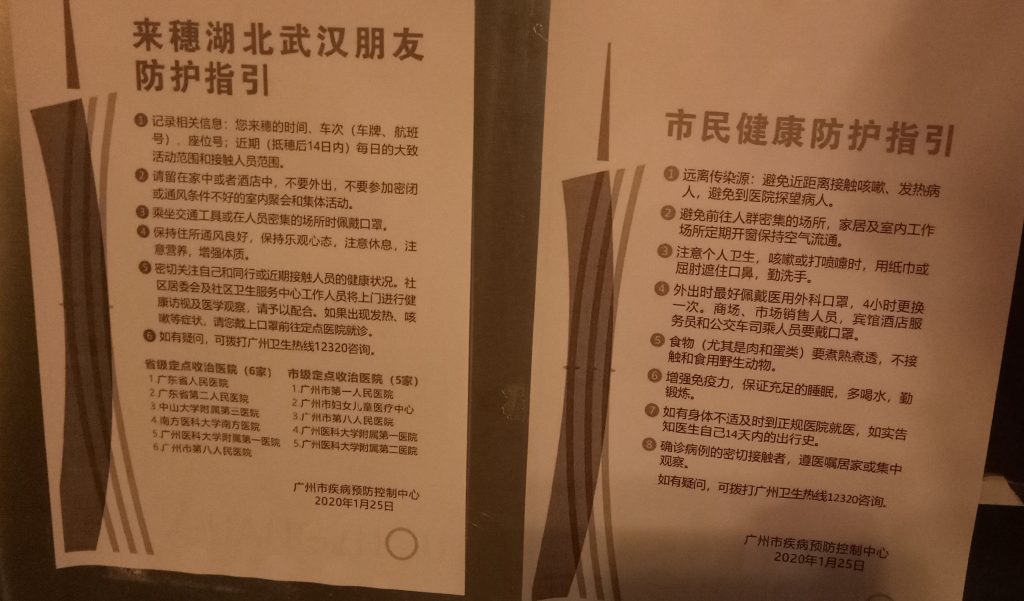 来穗湖北武汉朋友
防护指引
1 记录相关信息：您来穗的时间、车次（车牌、航班
号）、座位号；近期（抵穗后14日内）每日的大致
活动范围和接触人员范围。
2 请留在家中或者酒店中，不要外出，不要参加密闭
或通风条件不好的室内聚会和集体活动。
3 乘坐交通工具或在人员密集的场所时佩戴口罩。
4 保持住所通风良好，保持乐观心态，注意休息，注
意营养，增强体质。
5 密切关注自己和同行或近期接触人员的健康状况。社
区居委会及社区卫生服务中心工作人员将上门进行健
康访视及医学观察，请予以配合。如果出现发热、咳
嗽等症状，请您戴上口罩前往定点医院就诊。
6 如有疑问，可拨打广州卫生热线12320咨询。
省级定点收治医院（6家）
1.广东省人民医院
2.广东省第二人民医院
3.中山大学附属第三医院
4.南方医科大学南方医院
5.广州医科大学附属第一医院
6.广州市第八人民医院
市级定点收治医院（5家）
1.广州市第一人民医院
2.广州市妇女儿童医疗中心
3.广州市第八人民医院
4.广州医科大学附属第一医院
5.广州医科大学附属第二医院
广州市疾病预防控制中心
2020年1月25日
市民健康防护指引
1 远离传染源：避免近距离接触咳嗽、发热病
人，避免到医院探望病人。
2 避免前往人群密集的场所，家居及室内工作
场所定期开窗保持空气流通。
3 注意个人卫生，咳嗽或打喷嚏时，用纸巾或
屈肘遮住口鼻，勤洗手。
4 外出时最好佩戴医用外科口罩，4小时更换
一次。商场、市场销售人员，宾馆酒店服
务员和公交车司乘人员要戴口罩。
5 食物（尤其是肉和蛋类）要煮熟煮透，不接
触和食用野生动物。
6 增强免疫力，保证充足的睡眠，多喝水，勤
锻炼。
7 如有身体不适及时到正规医院就医，如实告
知医生自己14天内的出行史。
8 确诊病例的密切接触者，遵医嘱居家或集中
观察。
如有疑问，可拨打广州卫生热线12320咨询。
广州市疾病预防控制中心
2020年1月25日